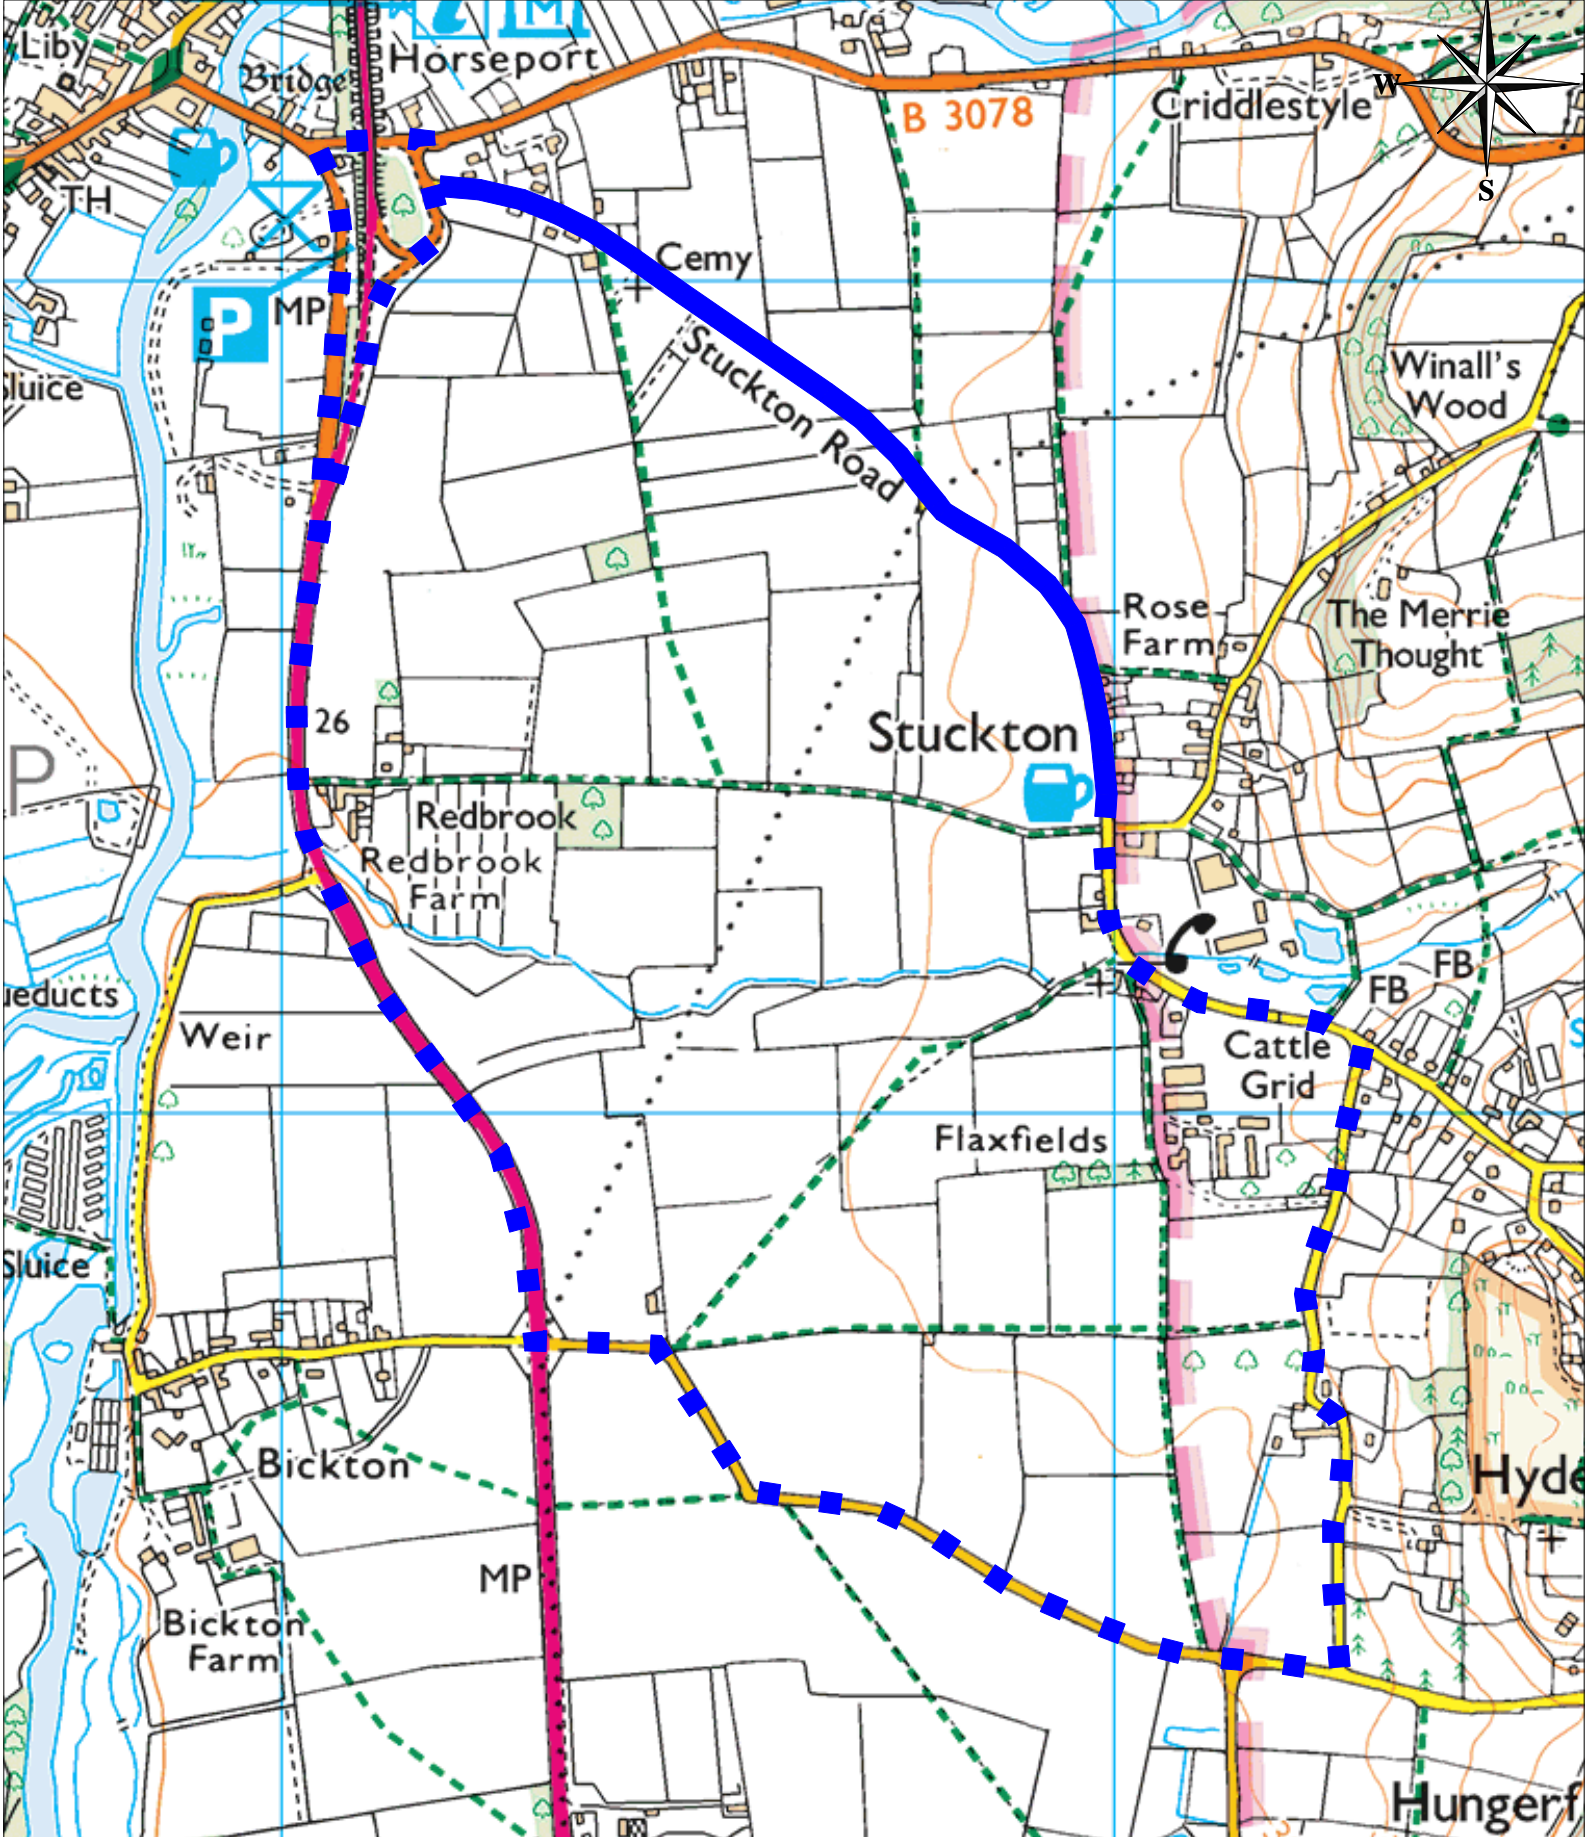 Liby
Bridge
Horseport
M
B 3078
Criddlestyle
W
S
TH
Cemy
P
MP
Sluice
Stuckton Road
Winall's
Wood
Rose
Farm
The Merrie
Thought
26
Stuckton
P
Redbrook
Redbrook
Farm
ueducts
Weir
FB
FB
Cattle
Grid
Flaxfields
Sluice
Bickton
Hyde
MP
Bickton
Farm
Hungerf